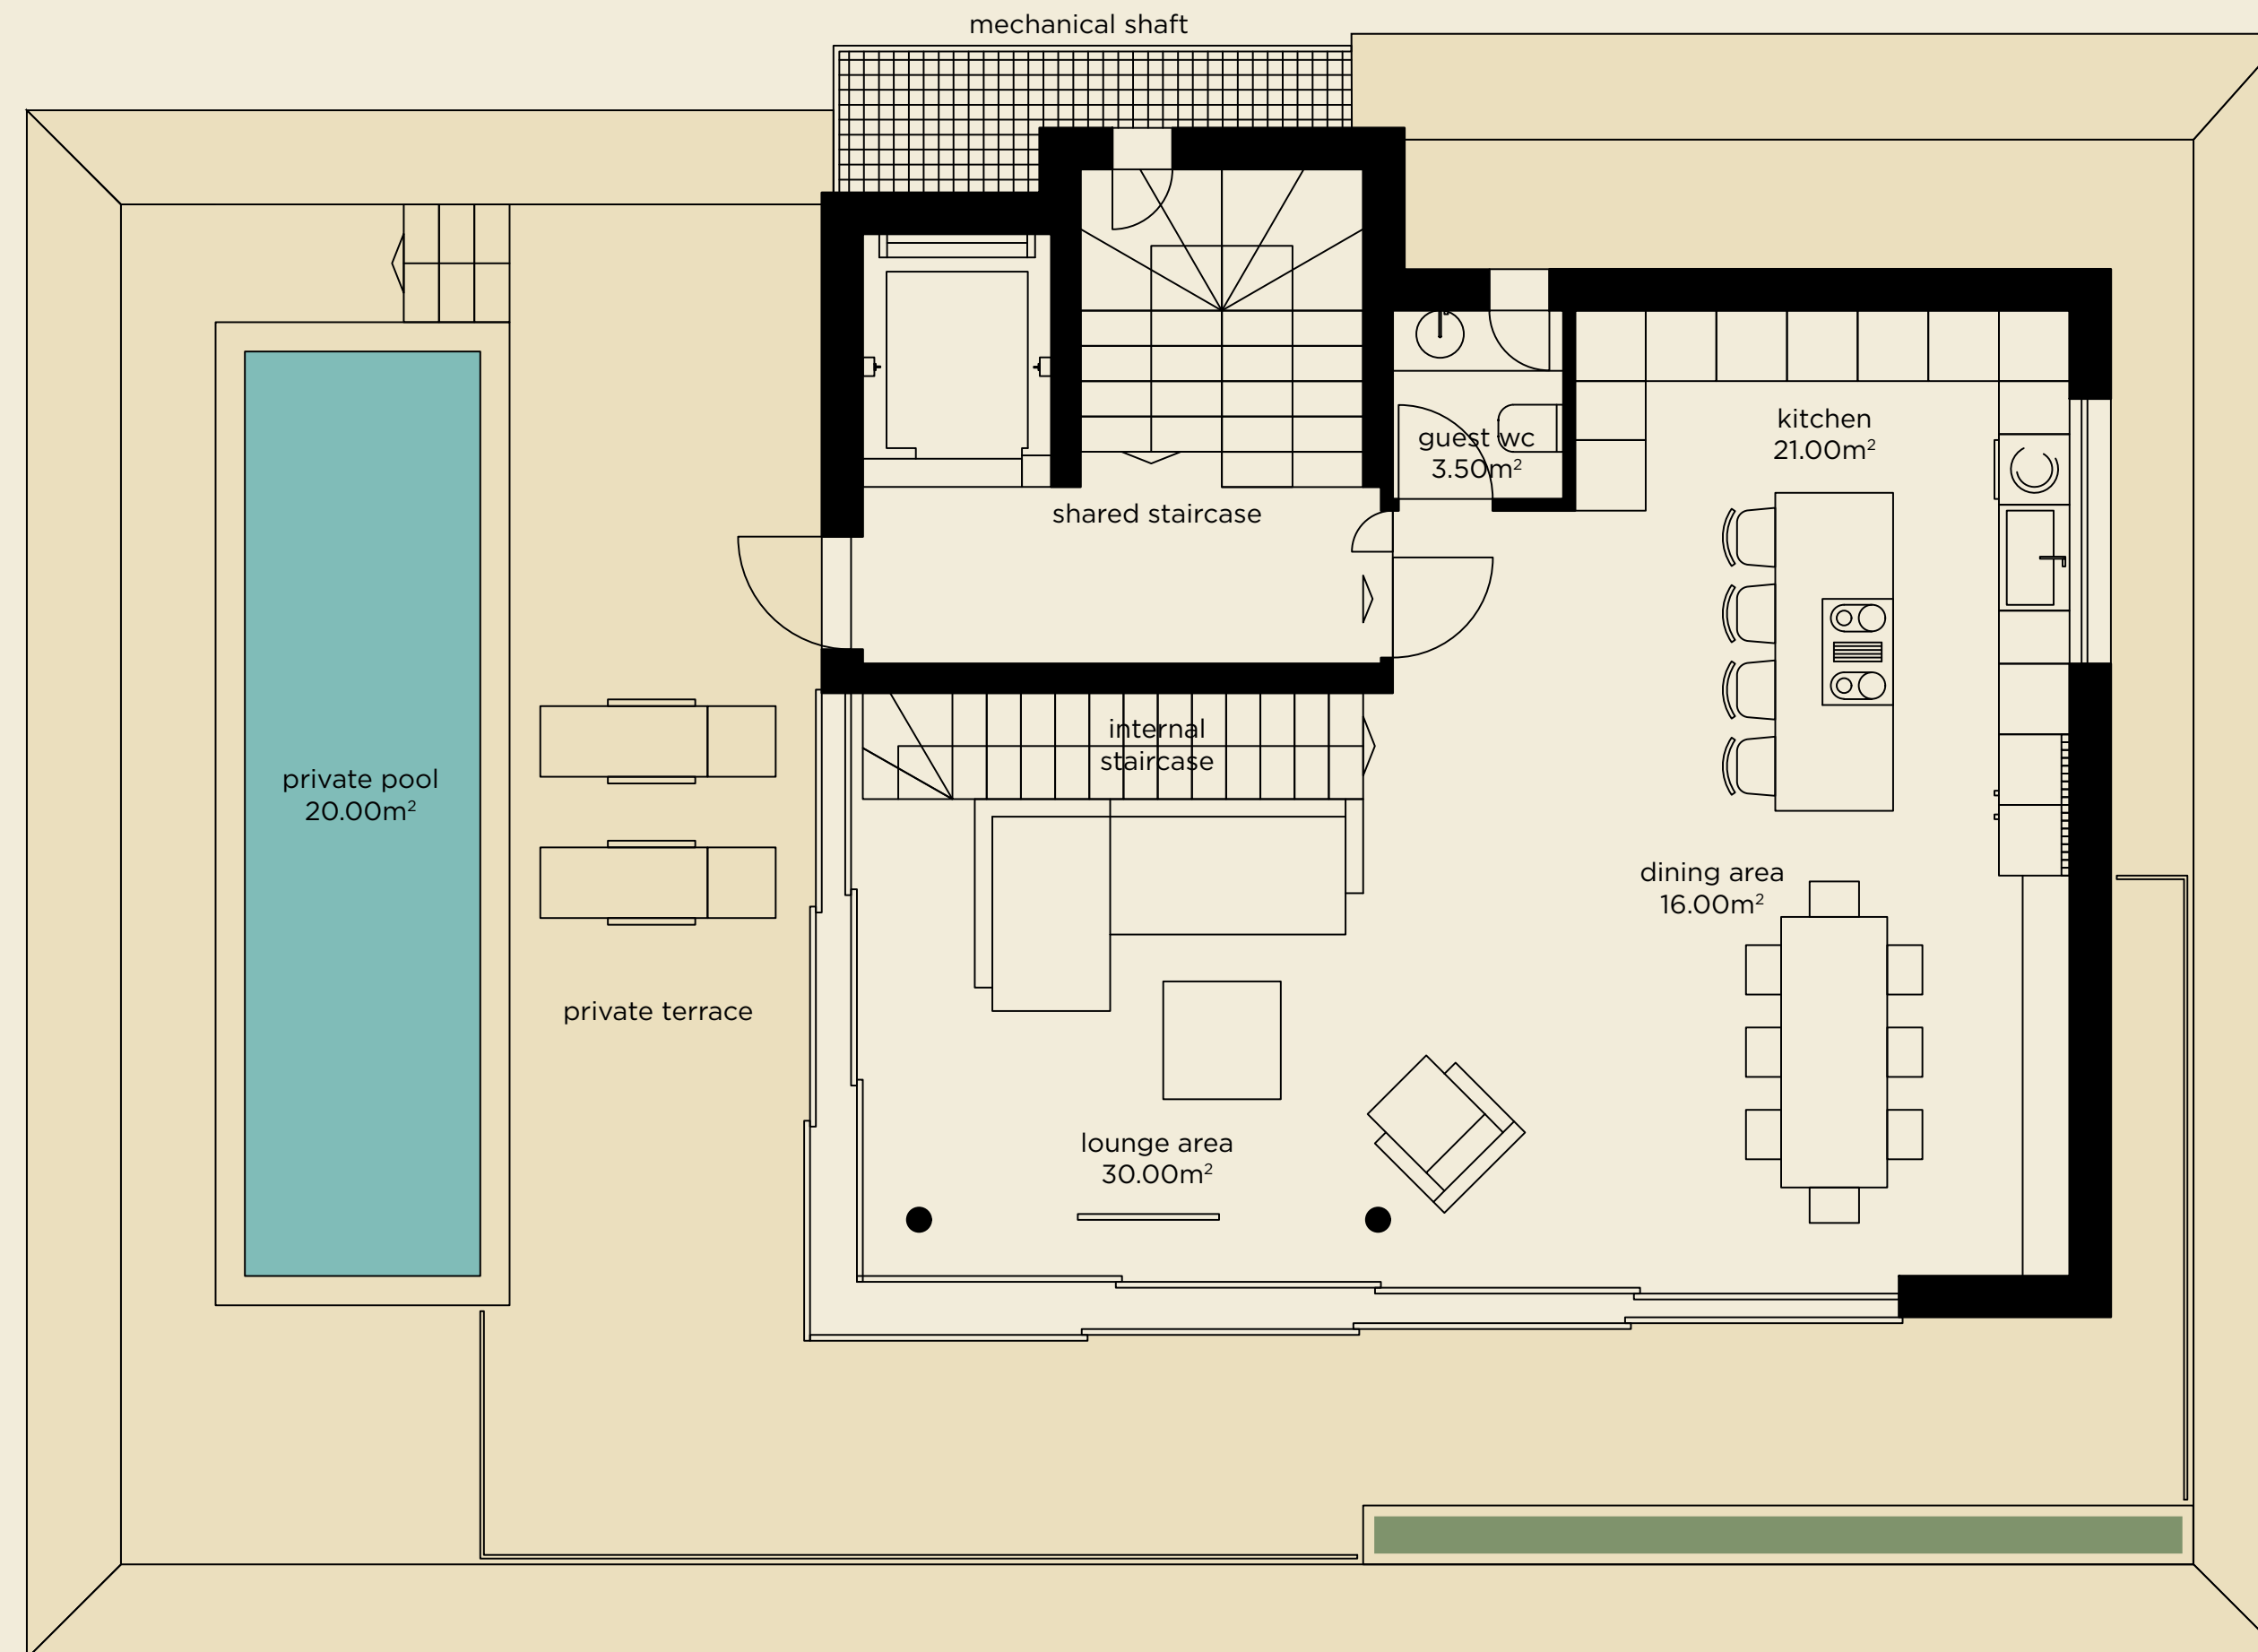 mechanical shaft
kitchen
21.00m²
guest wc
3.50m²
shared staircase
internal
staircase
private pool
20.00m²
dining area
16.00m²
private terrace
lounge area
30.00m²